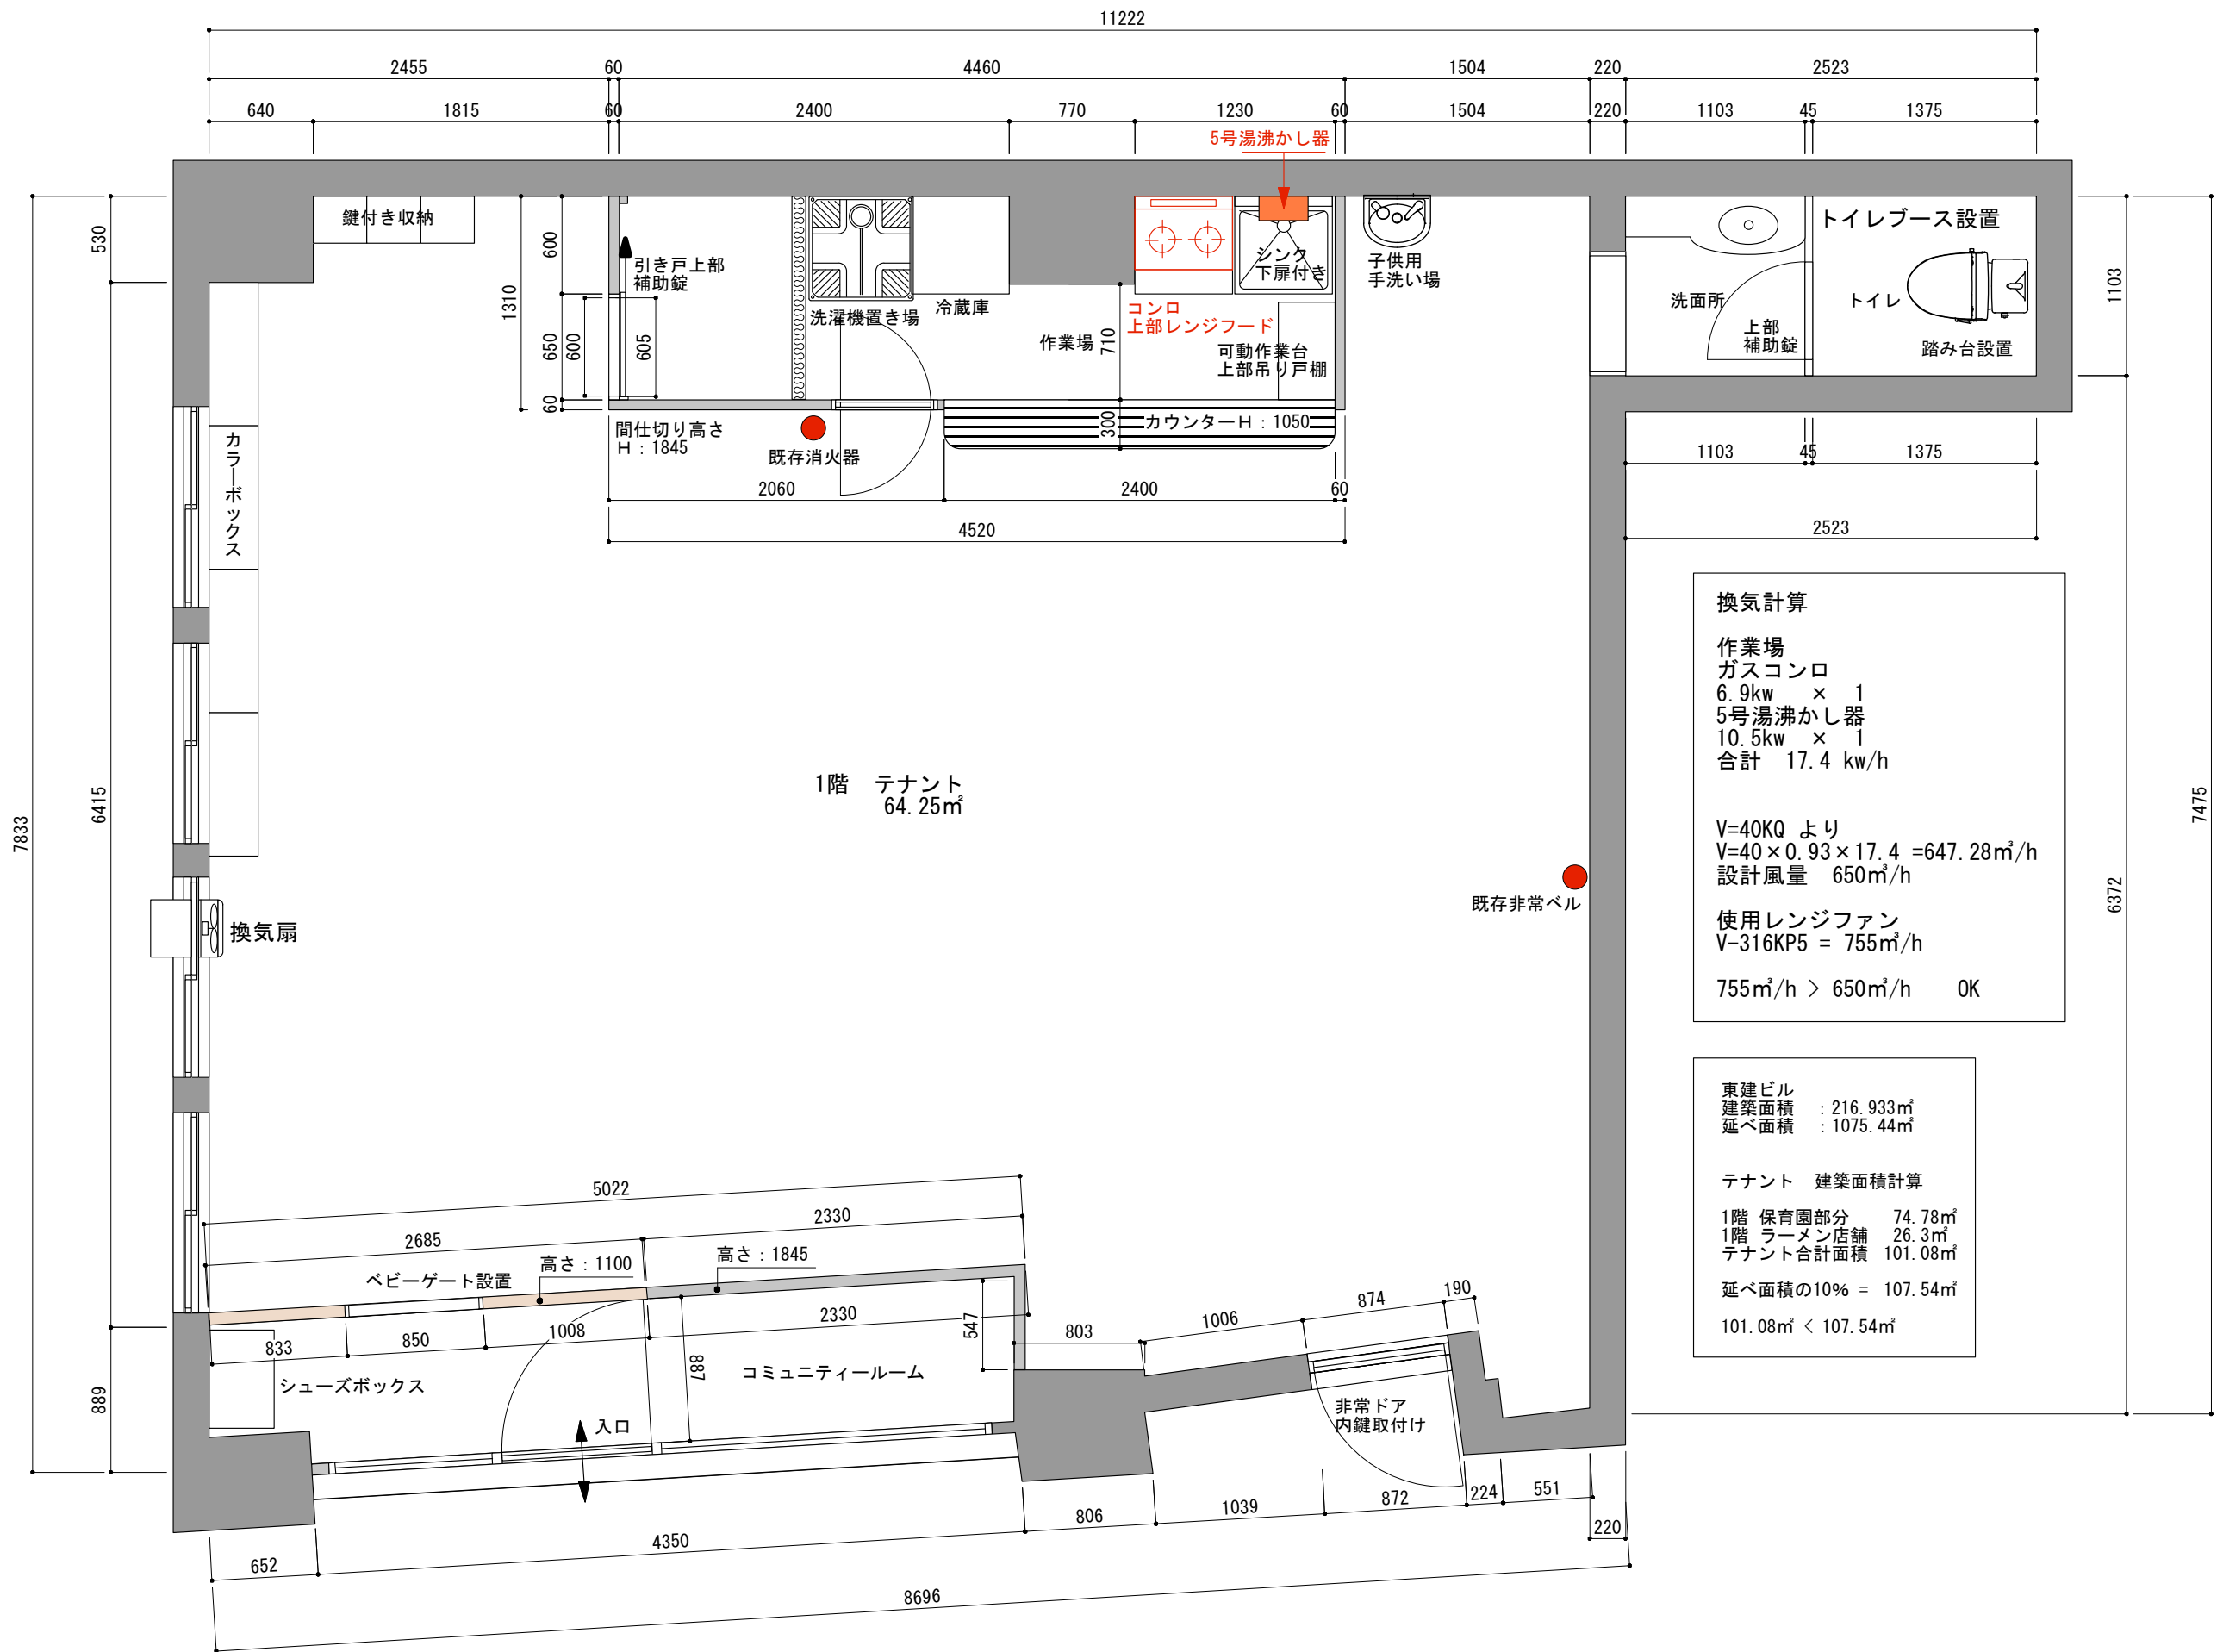 11222
2455
60
4460
1504
220
2523
640
1815
60
2400
770
1230
60
1504
220
1103
45
1375
5号湯沸かし器
鍵付き収納
530
1310
600
650
600
605
60
引き戸上部
補助錠
洗濯機置き場
冷蔵庫
作業場
710
コンロ
上部レンジフード
シンク
下扉付き
可動作業台
上部吊り戸棚
子供用
手洗い場
洗面所
上部
補助錠
トイレブース設置
トイレ
踏み台設置
1103
間仕切り高さ
H：1845
既存消火器
300
カウンターH：1050
2060
2400
60
4520
1103
45
1375
2523
カラーボックス
7833
6415
889
7475
6372
換気扇
1階　テナント
64.25㎡
既存非常ベル
換気計算
作業場
ガスコンロ
6.9kw　×　1
5号湯沸かし器
10.5kw　×　1
合計　17.4 kw/h
V=40KQ より
V=40×0.93×17.4 =647.28㎥/h
設計風量　650㎥/h
使用レンジファン
V-316KP5 = 755㎥/h
755㎥/h > 650㎥/h　　OK
東建ビル
建築面積　：216.933㎡
延べ面積　：1075.44㎡
テナント　建築面積計算
1階 保育園部分　　74.78㎡
1階 ラーメン店舗　26.3㎡
テナント合計面積　101.08㎡
延べ面積の10% =　107.54㎡
101.08㎡ < 107.54㎡
5022
2685
2330
ベビーゲート設置
高さ：1100
高さ：1845
833
850
1008
2330
547
887
803
1006
874
190
シューズボックス
コミュニティールーム
入口
非常ドア
内鍵取付け
652
4350
806
1039
872
224
551
220
8696